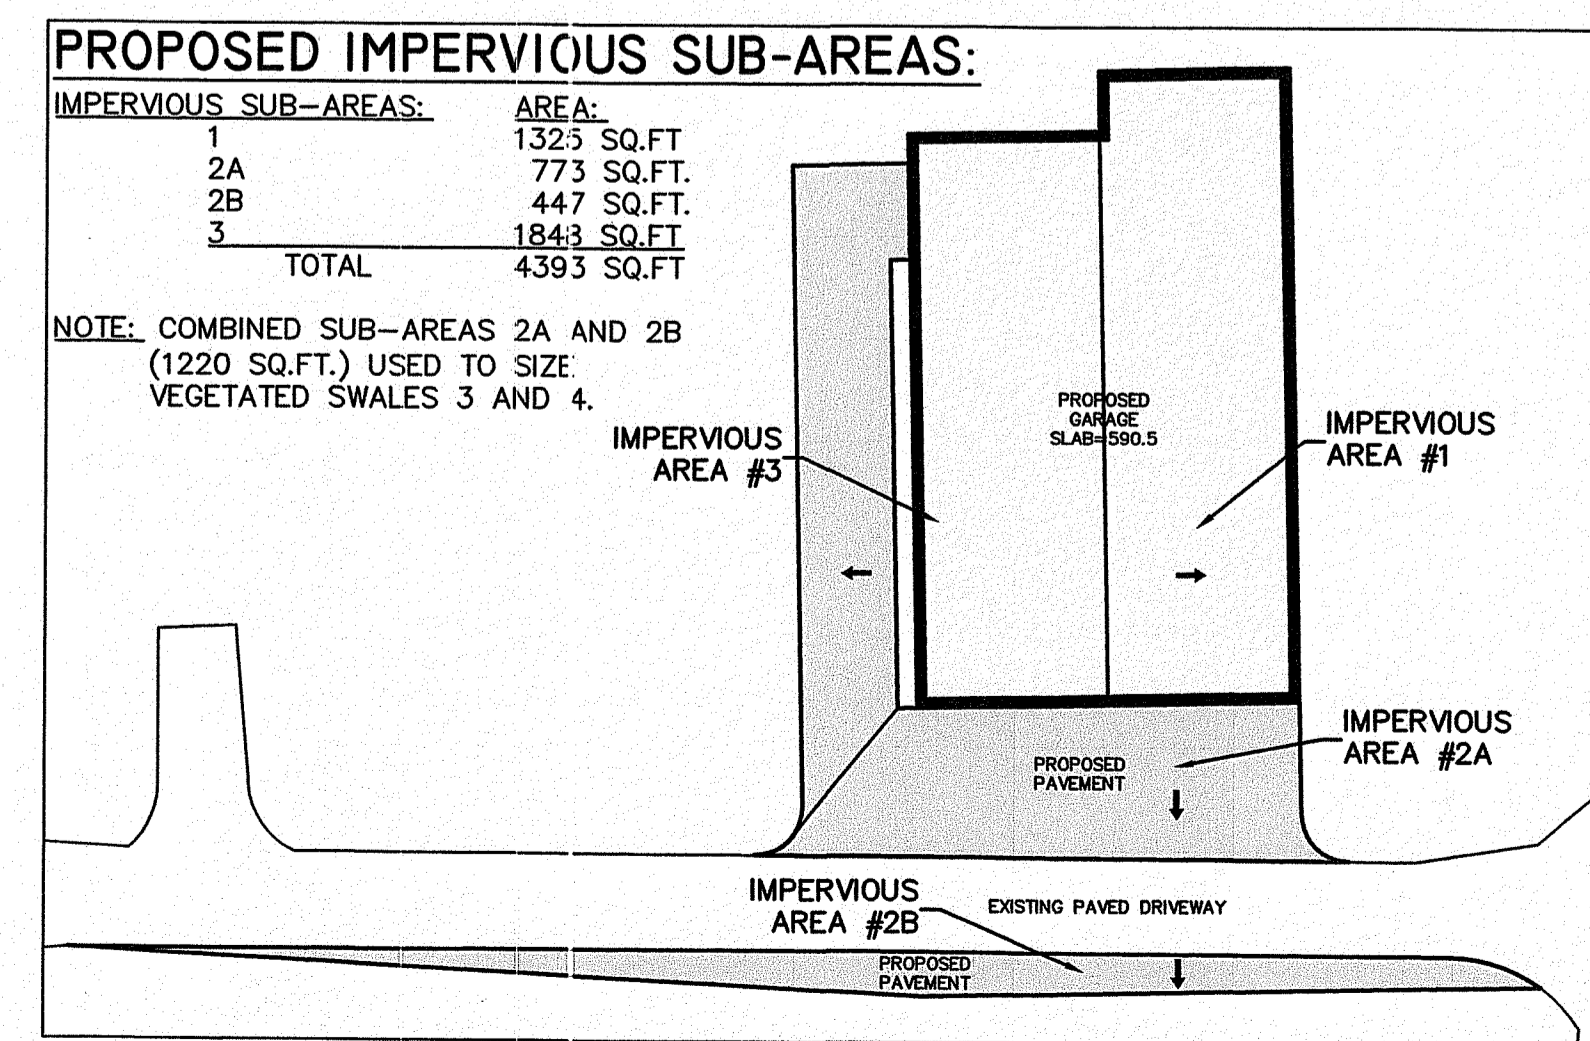 PROPOSED IMPERVIOUS SUB-AREAS:
IMPERVIOUS SUB-AREAS: AREA:
1 1325 SQ.FT
2A 773 SQ.FT.
2B 447 SQ.FT.
3 1848 SQ.FT
TOTAL 4393 SQ.FT
NOTE: COMBINED SUB-AREAS 2A AND 2B
(1220 SQ.FT.) USED TO SIZE
VEGETATED SWALES 3 AND 4.
IMPERVIOUS
AREA #3
PROPOSED
GARAGE
SLAB=590.5
IMPERVIOUS
AREA #1
IMPERVIOUS
AREA #2A
PROPOSED
PAVEMENT
IMPERVIOUS
AREA #2B
EXISTING PAVED DRIVEWAY
PROPOSED
PAVEMENT